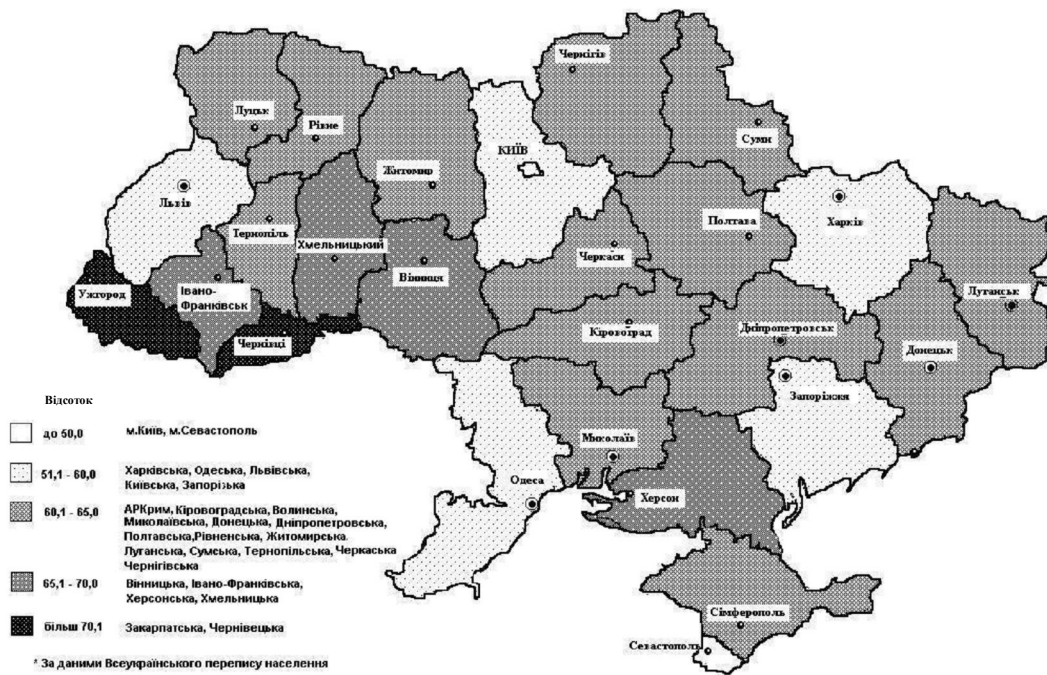 Чернігів
Луцьк
Рівне
Суми
КИЇВ
Житомир
Львів
Тернопіль
Хмельницький
Полтава
Харків
Черкаси
Вінниця
Ужгород
Івано-
Франківськ
Луганськ
Чернівці
Кіровоград
Дніпропетровськ
Донецьк
Запоріжжя
Миколаїв
Одеса
Херсон
Сімферополь
Севастополь
Відсоток
до 50,0 м.Київ, м.Севастополь
51,1 - 60,0 Харківська, Одеська, Львівська,
Київська, Запорізька
60,1 - 65,0 АРКрим, Кіровоградська, Волинська,
Миколаївська, Донецька, Дніпропетровська,
Полтавська,Рівненська, Житомирська
Луганська, Сумська, Тернопільська, Черкаська
Чернігівська
65,1 - 70,0 Вінницька, Івано-Франківська,
Херсонська, Хмельницька
більш 70,1 Закарпатська, Чернівецька
* За даними Всеукраїнського перепису населення